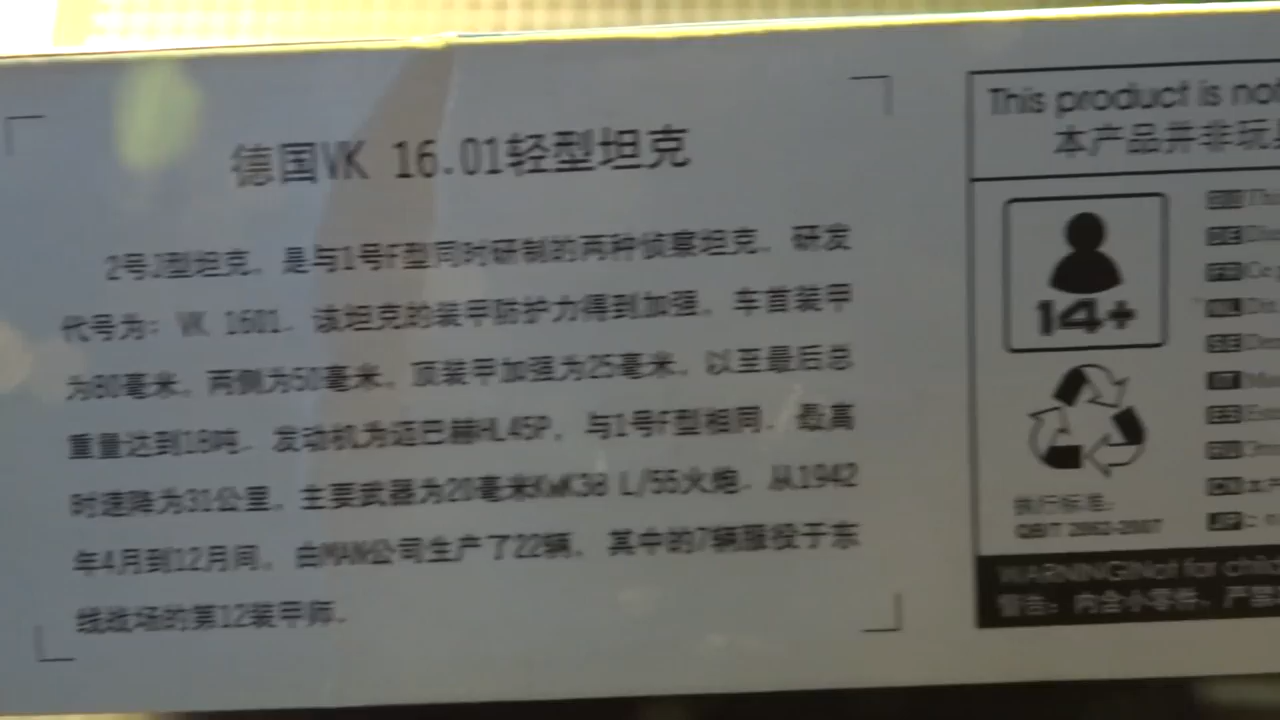 德国VK 16.01轻型坦克
2号J型坦克，是与1号F型同时研制的两种侦察坦克，研发
代号为：VK 1601。该坦克的装甲防护力得到加强，车首装甲
为80毫米，两侧为50毫米，顶装甲加强为25毫米，以至最后总
重量达到18吨。发动机为迈巴赫HL45P，与1号F型相同，最高
时速降为31公里，主要武器为20毫米KwK38 L/55火炮。从1942
年4月到12月间，由MAN公司生产了22辆，其中的7辆服役于东
线战场的第12装甲师。
This product is not
本产品并非玩
14+
执行标准：
WARNING!Not for child
警告：内含小零件，严禁